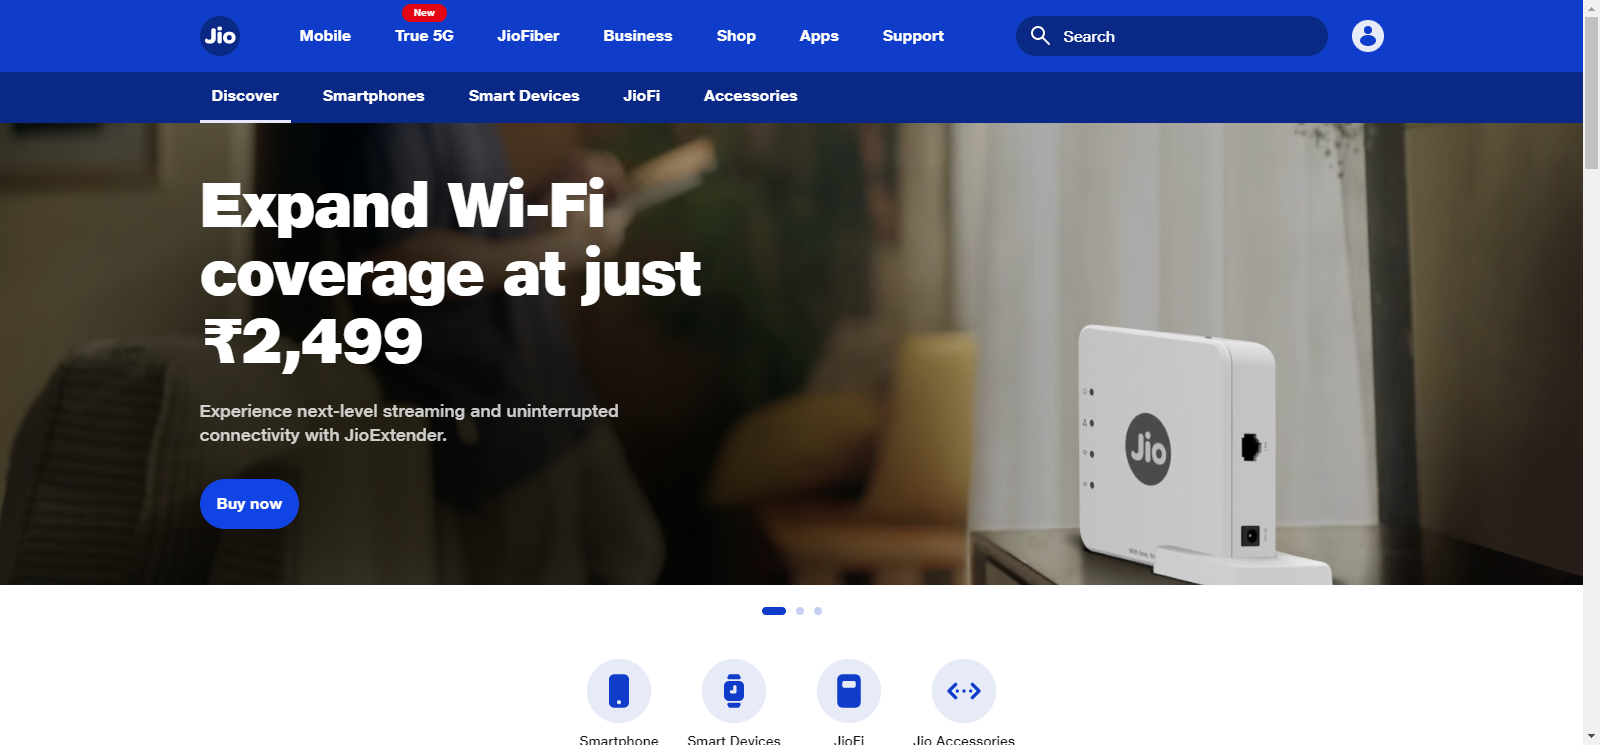 New
Jio Mobile True 5G JioFiber Business Shop Apps Support Search
Discover Smartphones Smart Devices JioFi Accessories
Expand Wi-Fi
coverage at just
₹2,499
Experience next-level streaming and uninterrupted
connectivity with JioExtender.
Buy now
Jio
Smartphone Smart Devices JioFi Jio Accessories